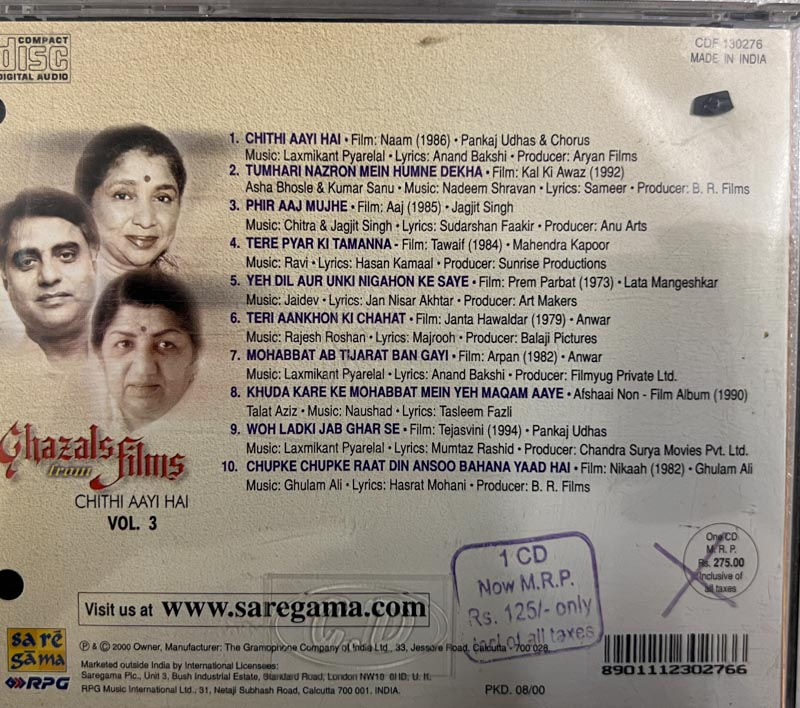 COMPACT
disc
DIGITAL AUDIO
CDF 130276
MADE IN INDIA
1. CHITHI AAYI HAI • Film: Naam (1986) • Pankaj Udhas & Chorus
Music: Laxmikant Pyarelal • Lyrics: Anand Bakshi • Producer: Aryan Films
2. TUMHARI NAZRON MEIN HUMNE DEKHA • Film: Kal Ki Awaz (1992)
Asha Bhosle & Kumar Sanu • Music: Nadeem Shravan • Lyrics: Sameer • Producer: B. R. Films
3. PHIR AAJ MUJHE • Film: Aaj (1985) • Jagjit Singh
Music: Chitra & Jagjit Singh • Lyrics: Sudarshan Faakir • Producer: Anu Arts
4. TERE PYAR KI TAMANNA • Film: Tawaif (1984) • Mahendra Kapoor
Music: Ravi • Lyrics: Hasan Kamaal • Producer: Sunrise Productions
5. YEH DIL AUR UNKI NIGAHON KE SAYE • Film: Prem Parbat (1973) • Lata Mangeshkar
Music: Jaidev • Lyrics: Jan Nisar Akhtar • Producer: Art Makers
6. TERI AANKHON KI CHAHAT • Film: Janta Hawaldar (1979) • Anwar
Music: Rajesh Roshan • Lyrics: Majrooh • Producer: Balaji Pictures
7. MOHABBAT AB TIJARAT BAN GAYI • Film: Arpan (1982) • Anwar
Music: Laxmikant Pyarelal • Lyrics: Anand Bakshi • Producer: Filmyug Private Ltd.
8. KHUDA KARE KE MOHABBAT MEIN YEH MAQAM AAYE • Afshaai Non - Film Album (1990)
Talat Aziz • Music: Naushad • Lyrics: Tasleem Fazli
9. WOH LADKI JAB GHAR SE • Film: Tejasvini (1994) • Pankaj Udhas
Music: Laxmikant Pyarelal • Lyrics: Mumtaz Rashid • Producer: Chandra Surya Movies Pvt. Ltd.
10. CHUPKE CHUPKE RAAT DIN ANSOO BAHANA YAAD HAI • Film: Nikaah (1982) • Ghulam Ali
Music: Ghulam Ali • Lyrics: Hasrat Mohani • Producer: B. R. Films
Ghazals
from Films
CHITHI AAYI HAI
VOL. 3
1 CD
Now M.R.P.
Rs. 125/- only
incl of all taxes
One CD
M. R. P.
Rs. 275.00
Inclusive of
all taxes
Visit us at www.saregama.com
sa rē
gama
RPG
℗ & © 2000 Owner, Manufacturer: The Gramophone Company of India Ltd., 33, Jessore Road, Calcutta - 700 028.
Marketed outside India by International Licensees:
Saregama Plc., Unit 3, Bush Industrial Estate, Standard Road, London NW10 6HD; U. K.
RPG Music International Ltd., 31, Netaji Subhash Road, Calcutta 700 001. INDIA.
PKD. 08/00
8901112302766